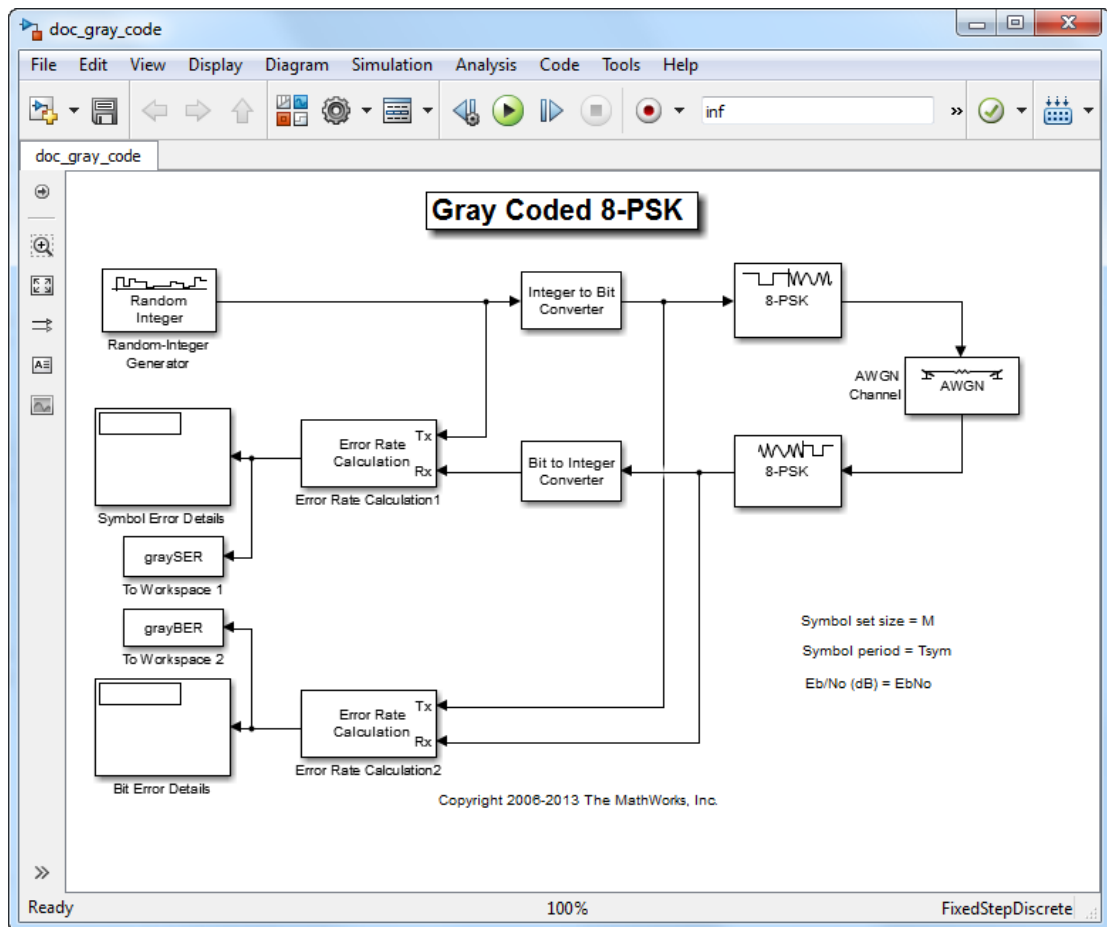 doc_gray_code
File Edit View Display Diagram Simulation Analysis Code Tools Help
inf
doc_gray_code
Gray Coded 8-PSK
Random
Integer
Random-Integer
Generator
Integer to Bit
Converter
8-PSK
AWGN
Channel
AWGN
Error Rate
Calculation
Tx
Rx
Error Rate Calculation1
Bit to Integer
Converter
8-PSK
Symbol Error Details
graySER
To Workspace 1
grayBER
To Workspace 2
Symbol set size = M
Symbol period = Tsym
Eb/No (dB) = EbNo
Error Rate
Calculation
Tx
Rx
Error Rate Calculation2
Bit Error Details
Copyright 2006-2013 The MathWorks, Inc.
Ready 100% FixedStepDiscrete